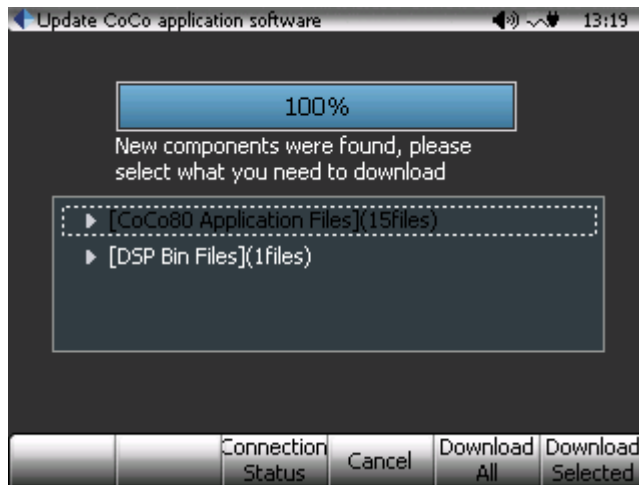 Update CoCo application software 13:19
100%
New components were found, please
select what you need to download
[CoCo80 Application Files](15files)
[DSP Bin Files](1files)
Connection Status
Cancel
Download All
Download Selected